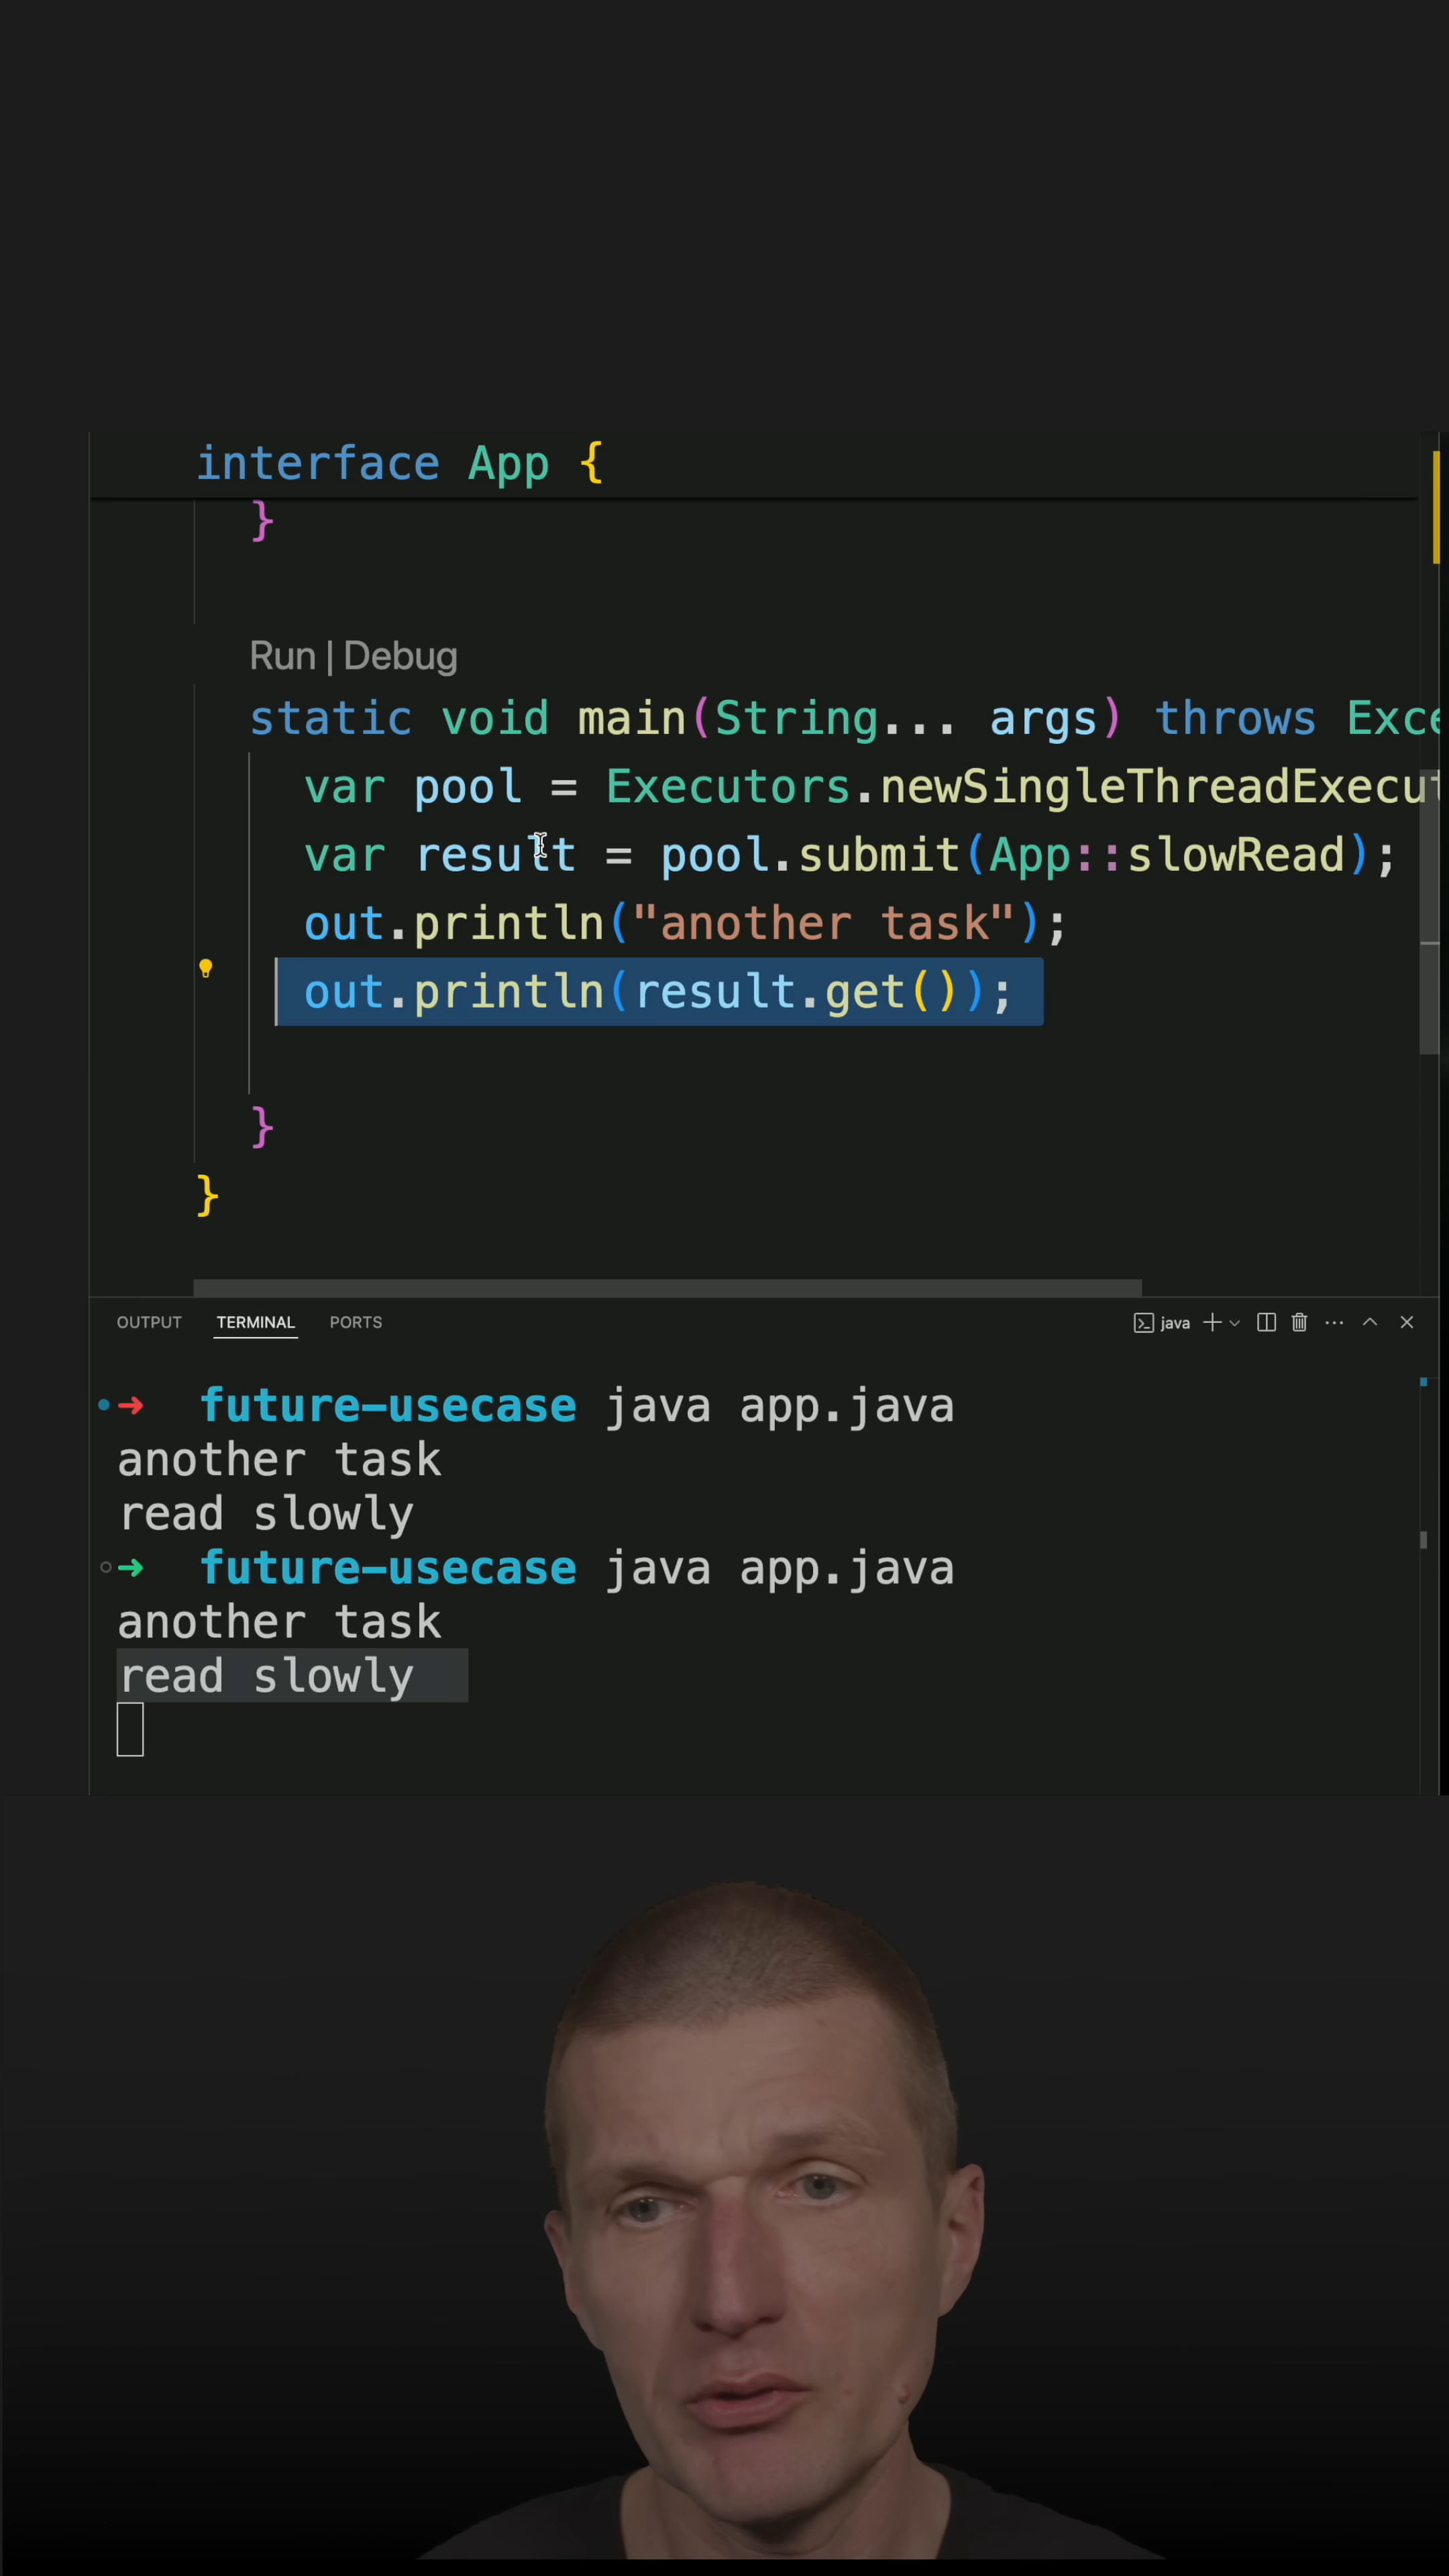 interface App {
}
Run | Debug
static void main(String... args) throws Exce
var pool = Executors.newSingleThreadExecut
var result = pool.submit(App::slowRead);
out.println("another task");
out.println(result.get());
}
}
OUTPUT TERMINAL PORTS java
➜ future-usecase java app.java
another task
read slowly
➜ future-usecase java app.java
another task
read slowly